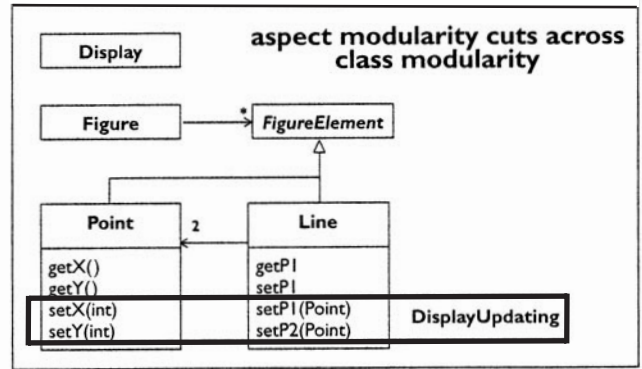 Display
aspect modularity cuts across
class modularity
Figure
*
FigureElement
Point
2
Line
getX()
getY()
setX(int)
setY(int)
getP1
setP1
setP1(Point)
setP2(Point)
DisplayUpdating